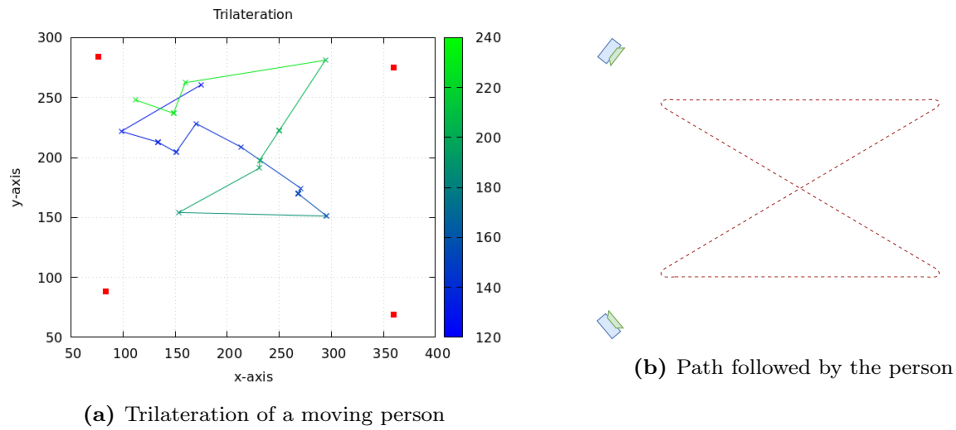 Trilateration
300
250
200
150
100
50
y-axis
50 100 150 200 250 300 350 400
x-axis
240
220
200
180
160
140
120
(a) Trilateration of a moving person
(b) Path followed by the person